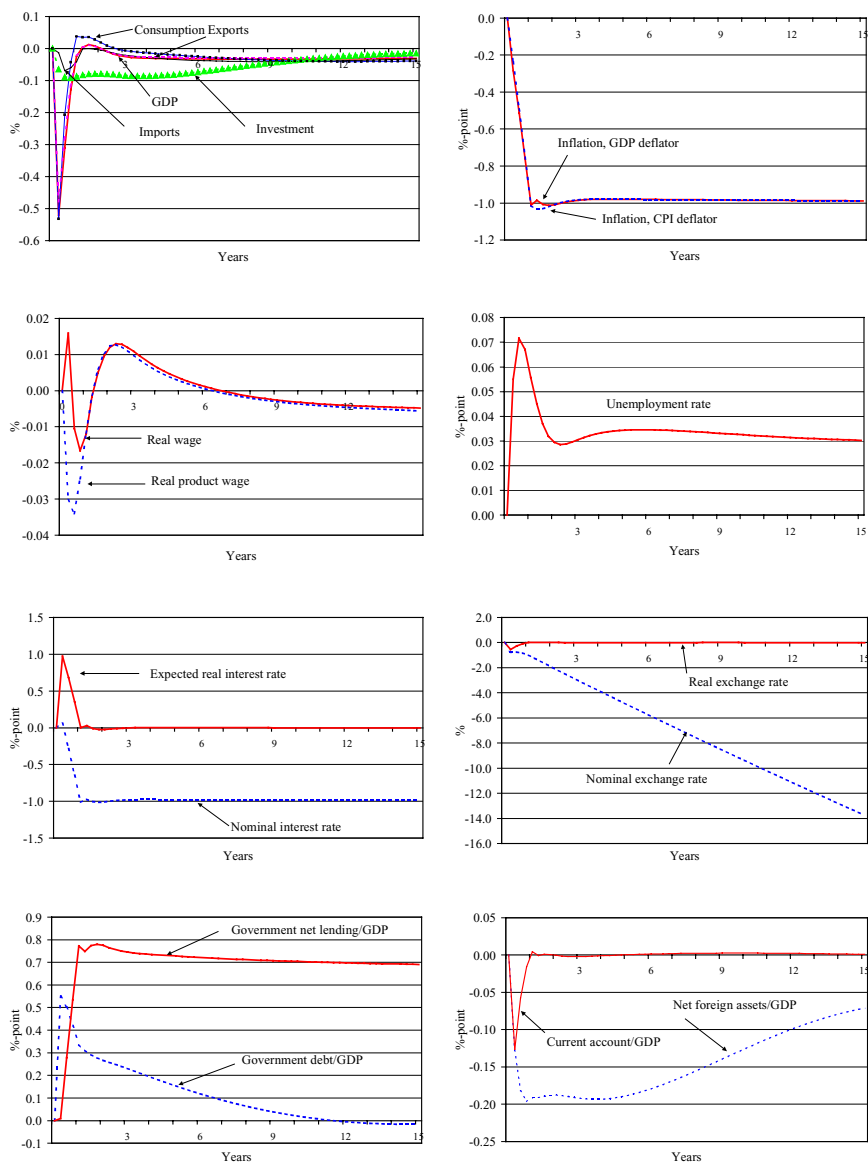 0.1
0.0
-0.1
-0.2
-0.3
-0.4
-0.5
-0.6
%
Consumption Exports
3 6 9 12 15
GDP
Imports
Investment
Years
0.0
-0.2
-0.4
-0.6
-0.8
-1.0
-1.2
%-point
3 6 9 12 15
Inflation, GDP deflator
Inflation, CPI deflator
Years
0.02
0.01
0.00
-0.01
-0.02
-0.03
-0.04
%
0 3 6 9 12 15
Real wage
Real product wage
Years
0.08
0.07
0.06
0.05
0.04
0.03
0.02
0.01
0.00
%-point
Unemployment rate
3 6 9 12 15
Years
1.5
1.0
0.5
0.0
-0.5
-1.0
-1.5
%-point
Expected real interest rate
3 6 9 12 15
Nominal interest rate
Years
2.0
0.0
-2.0
-4.0
-6.0
-8.0
-10.0
-12.0
-14.0
-16.0
%
3 6 9 12 15
Real exchange rate
Nominal exchange rate
Years
0.9
0.8
0.7
0.6
0.5
0.4
0.3
0.2
0.1
0.0
-0.1
%-point
Government net lending/GDP
Government debt/GDP
3 6 9 12 15
Years
0.05
0.00
-0.05
-0.10
-0.15
-0.20
-0.25
%-point
3 6 9 12 15
Net foreign assets/GDP
Current account/GDP
Years